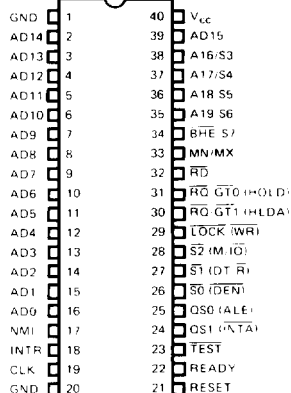 GND 1 40 Vcc
AD14 2 39 AD15
AD13 3 38 A16/S3
AD12 4 37 A17/S4
AD11 5 36 A18 S5
AD10 6 35 A19 S6
AD9 7 34 BHE S7
AD8 8 33 MN/MX
AD7 9 32 RD
AD6 10 31 RQ GT0 (HOLD)
AD5 11 30 RQ GT1 (HLDA)
AD4 12 29 LOCK (WR)
AD3 13 28 S2 (M/IO)
AD2 14 27 S1 (DT R)
AD1 15 26 S0 (DEN)
AD0 16 25 QS0 (ALE)
NMI 17 24 QS1 (INTA)
INTR 18 23 TEST
CLK 19 22 READY
GND 20 21 RESET